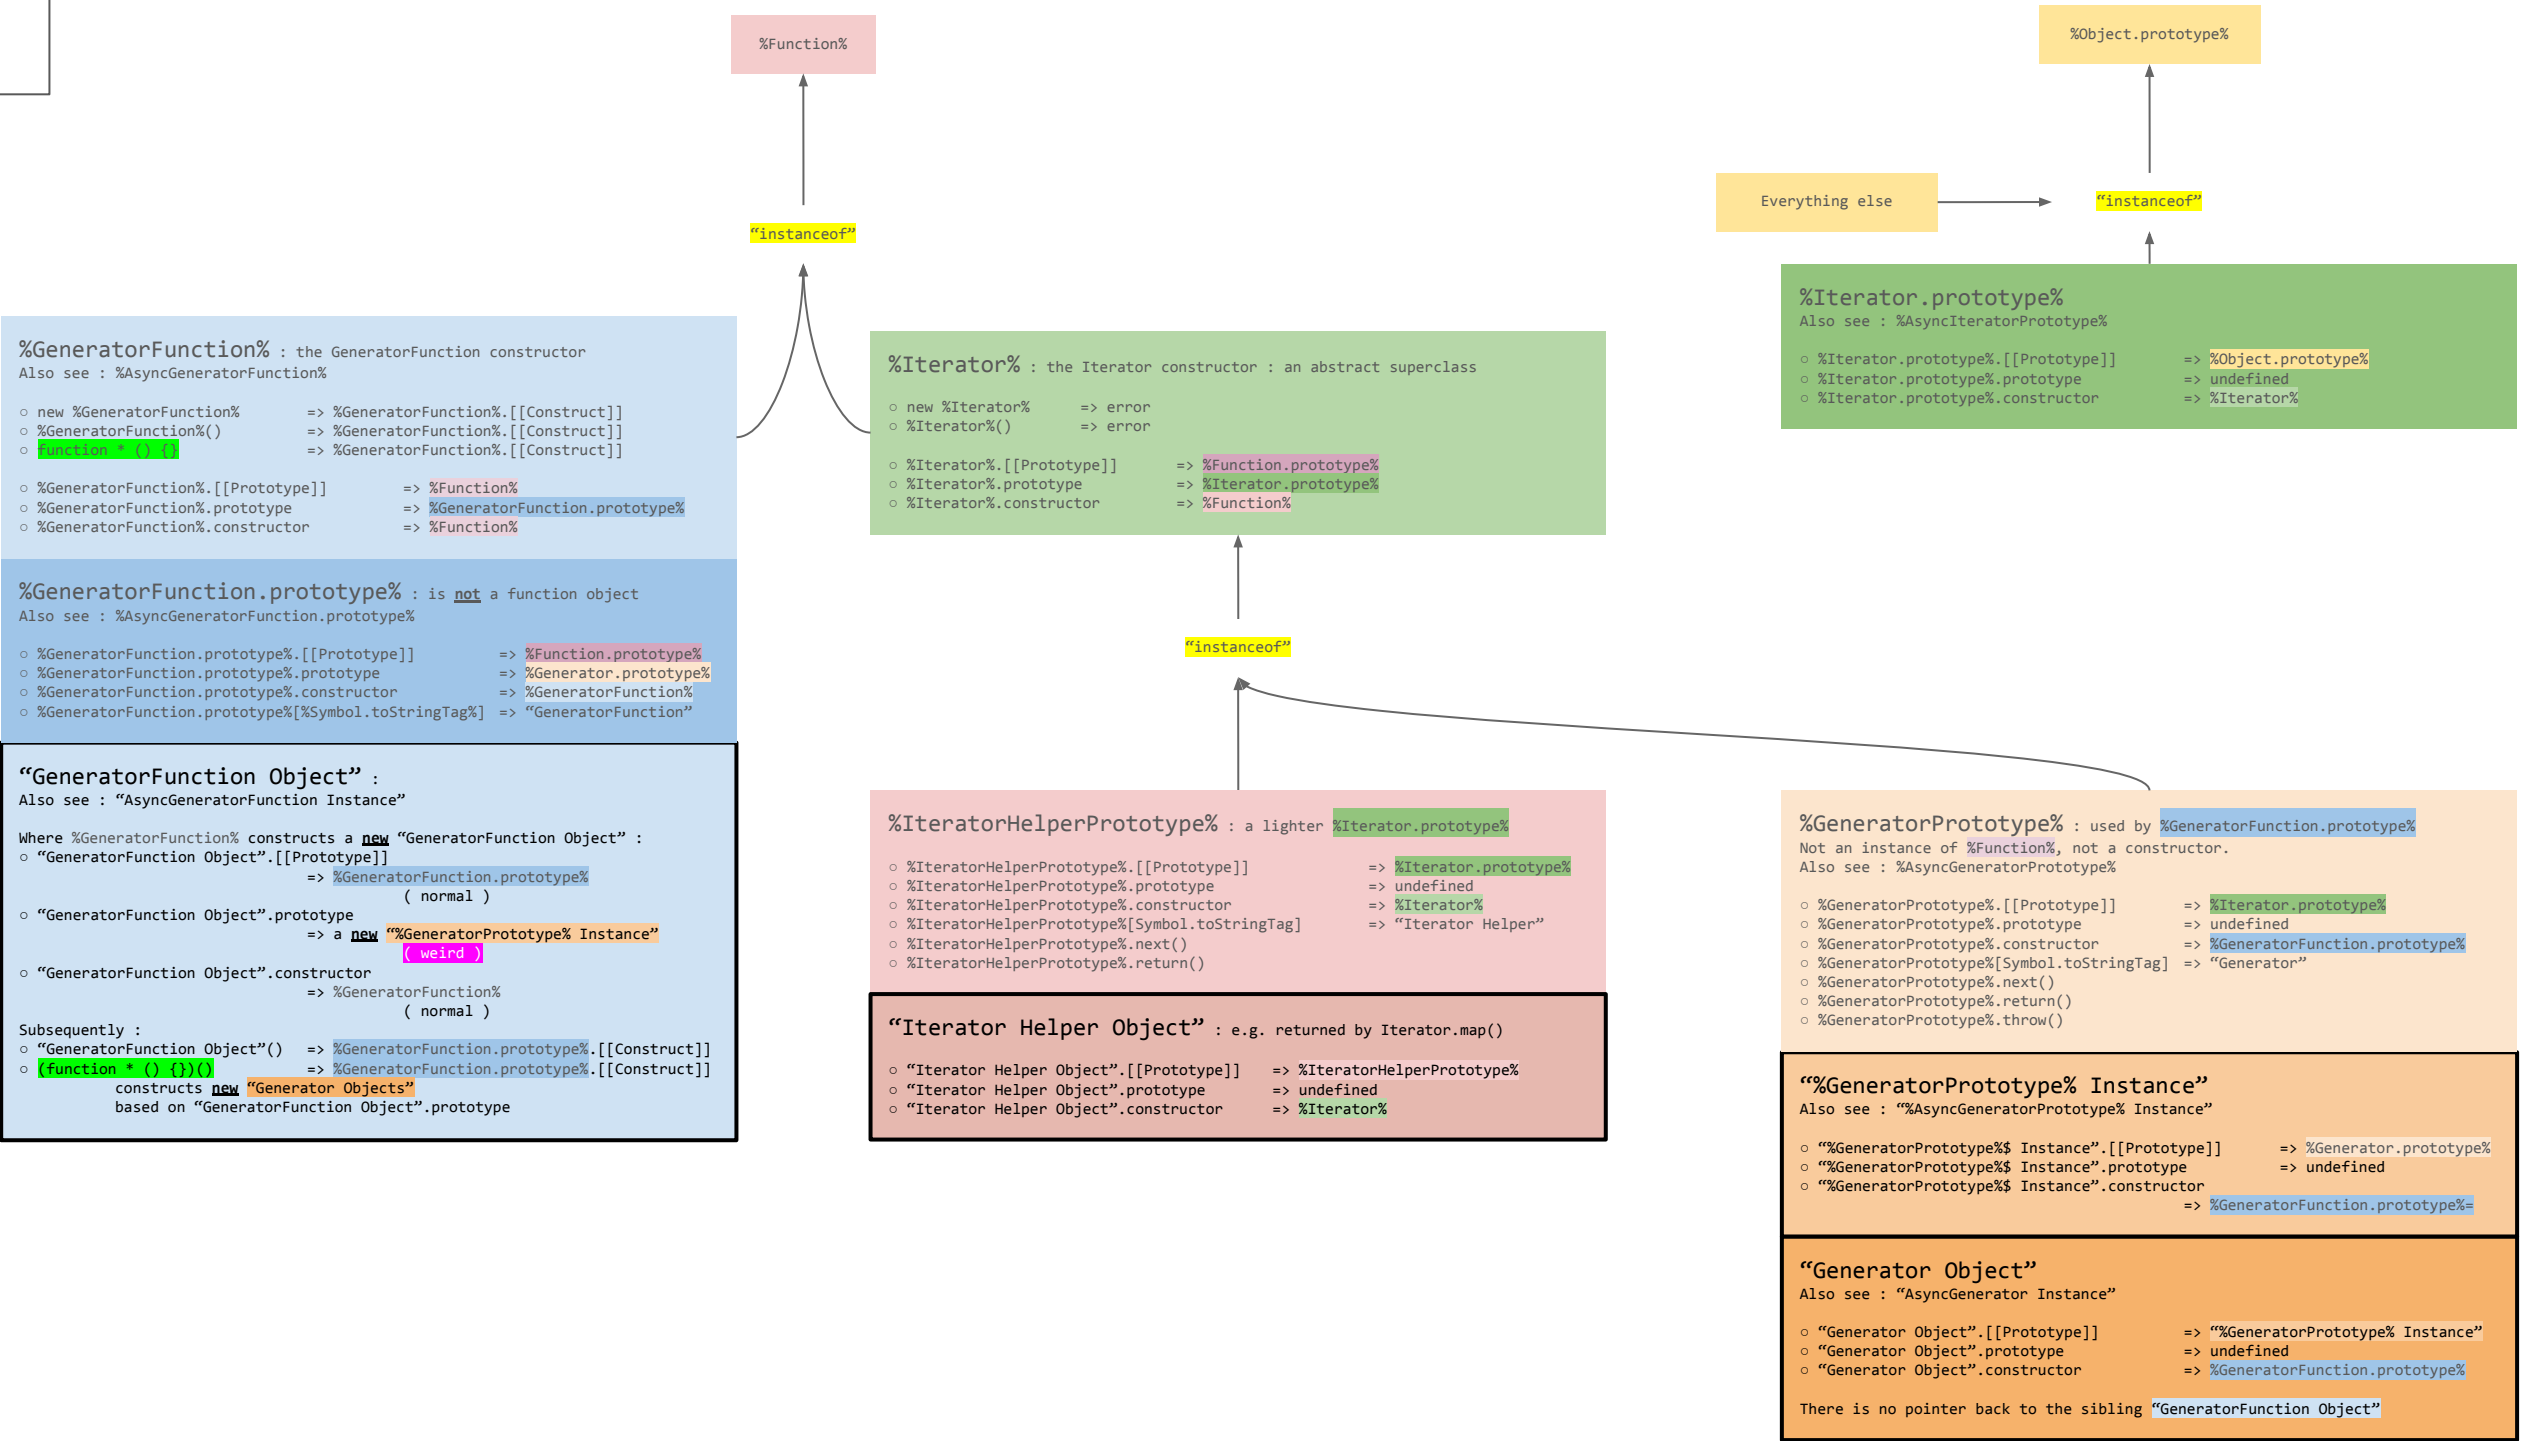 %Function%
%Object.prototype%
Everything else
“instanceof”
“instanceof”
%GeneratorFunction% : the GeneratorFunction constructor
Also see : %AsyncGeneratorFunction%
○ new %GeneratorFunction% => %GeneratorFunction%.[[Construct]]
○ %GeneratorFunction%() => %GeneratorFunction%.[[Construct]]
○ function * () {} => %GeneratorFunction%.[[Construct]]
○ %GeneratorFunction%.[[Prototype]] => %Function%
○ %GeneratorFunction%.prototype => %GeneratorFunction.prototype%
○ %GeneratorFunction%.constructor => %Function%
%GeneratorFunction.prototype% : is not a function object
Also see : %AsyncGeneratorFunction.prototype%
○ %GeneratorFunction.prototype%.[[Prototype]] => %Function.prototype%
○ %GeneratorFunction.prototype%.prototype => %Generator.prototype%
○ %GeneratorFunction.prototype%.constructor => %GeneratorFunction%
○ %GeneratorFunction.prototype%[%Symbol.toStringTag%] => “GeneratorFunction”
“GeneratorFunction Object” :
Also see : “AsyncGeneratorFunction Instance”
Where %GeneratorFunction% constructs a new “GeneratorFunction Object” :
○ “GeneratorFunction Object”.[[Prototype]]
=> %GeneratorFunction.prototype%
( normal )
○ “GeneratorFunction Object”.prototype
=> a new “%GeneratorPrototype% Instance”
( weird )
○ “GeneratorFunction Object”.constructor
=> %GeneratorFunction%
( normal )
Subsequently :
○ “GeneratorFunction Object”() => %GeneratorFunction.prototype%.[[Construct]]
○ (function * () {})() => %GeneratorFunction.prototype%.[[Construct]]
constructs new “Generator Objects”
based on “GeneratorFunction Object”.prototype
%Iterator% : the Iterator constructor : an abstract superclass
○ new %Iterator% => error
○ %Iterator%() => error
○ %Iterator%.[[Prototype]] => %Function.prototype%
○ %Iterator%.prototype => %Iterator.prototype%
○ %Iterator%.constructor => %Function%
“instanceof”
%IteratorHelperPrototype% : a lighter %Iterator.prototype%
○ %IteratorHelperPrototype%.[[Prototype]] => %Iterator.prototype%
○ %IteratorHelperPrototype%.prototype => undefined
○ %IteratorHelperPrototype%.constructor => %Iterator%
○ %IteratorHelperPrototype%[Symbol.toStringTag] => “Iterator Helper”
○ %IteratorHelperPrototype%.next()
○ %IteratorHelperPrototype%.return()
“Iterator Helper Object” : e.g. returned by Iterator.map()
○ “Iterator Helper Object”.[[Prototype]] => %IteratorHelperPrototype%
○ “Iterator Helper Object”.prototype => undefined
○ “Iterator Helper Object”.constructor => %Iterator%
%Iterator.prototype%
Also see : %AsyncIteratorPrototype%
○ %Iterator.prototype%.[[Prototype]] => %Object.prototype%
○ %Iterator.prototype%.prototype => undefined
○ %Iterator.prototype%.constructor => %Iterator%
%GeneratorPrototype% : used by %GeneratorFunction.prototype%
Not an instance of %Function%, not a constructor.
Also see : %AsyncGeneratorPrototype%
○ %GeneratorPrototype%.[[Prototype]] => %Iterator.prototype%
○ %GeneratorPrototype%.prototype => undefined
○ %GeneratorPrototype%.constructor => %GeneratorFunction.prototype%
○ %GeneratorPrototype%[Symbol.toStringTag] => “Generator”
○ %GeneratorPrototype%.next()
○ %GeneratorPrototype%.return()
○ %GeneratorPrototype%.throw()
“%GeneratorPrototype% Instance”
Also see : “%AsyncGeneratorPrototype% Instance”
○ “%GeneratorPrototype%$ Instance”.[[Prototype]] => %Generator.prototype%
○ “%GeneratorPrototype%$ Instance”.prototype => undefined
○ “%GeneratorPrototype%$ Instance”.constructor
=> %GeneratorFunction.prototype%=
“Generator Object”
Also see : “AsyncGenerator Instance”
○ “Generator Object”.[[Prototype]] => “%GeneratorPrototype% Instance”
○ “Generator Object”.prototype => undefined
○ “Generator Object”.constructor => %GeneratorFunction.prototype%
There is no pointer back to the sibling “GeneratorFunction Object”